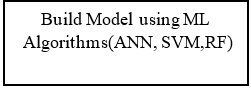 Build Model using ML
Algorithms(ANN, SVM,RF)